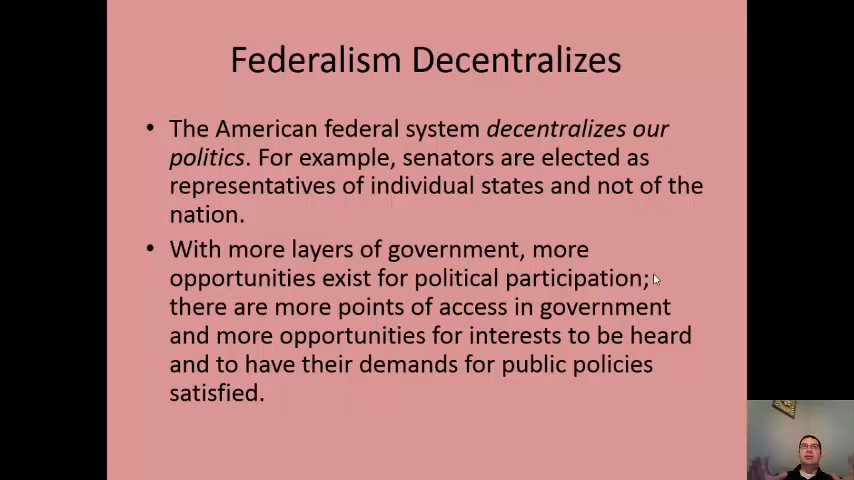 Federalism Decentralizes
• The American federal system decentralizes our
politics. For example, senators are elected as
representatives of individual states and not of the
nation.
• With more layers of government, more
opportunities exist for political participation;
there are more points of access in government
and more opportunities for interests to be heard
and to have their demands for public policies
satisfied.